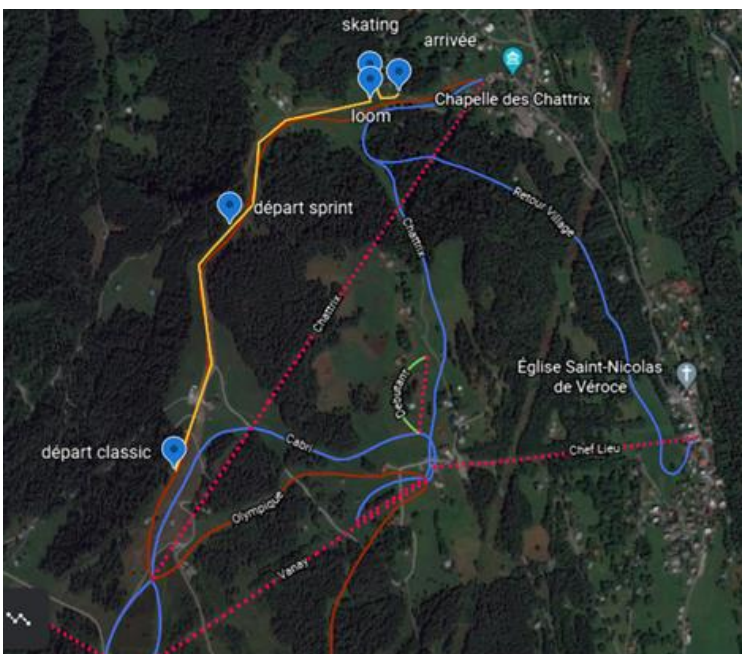 skating
arrivée
Chapelle des Chattrix
loom
Retour Village
départ sprint
Chattrix
Chattrix
Église Saint-Nicolas
de Véroce
Débutant
départ classic
Cabri
Chef Lieu
Olympique
Vanay